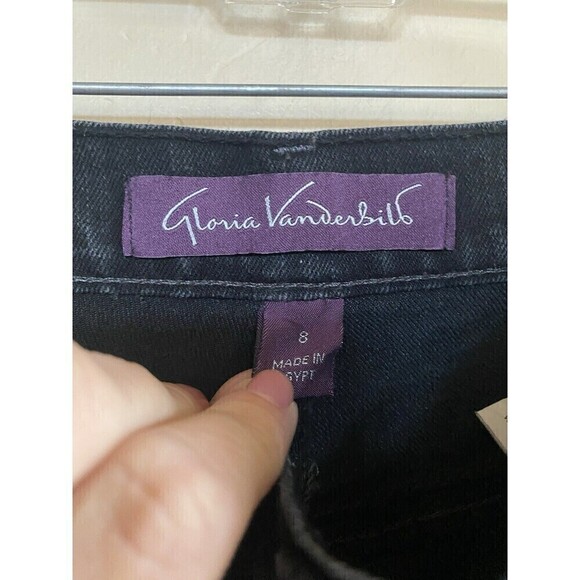 Gloria Vanderbilt
8
MADE IN
GYPT